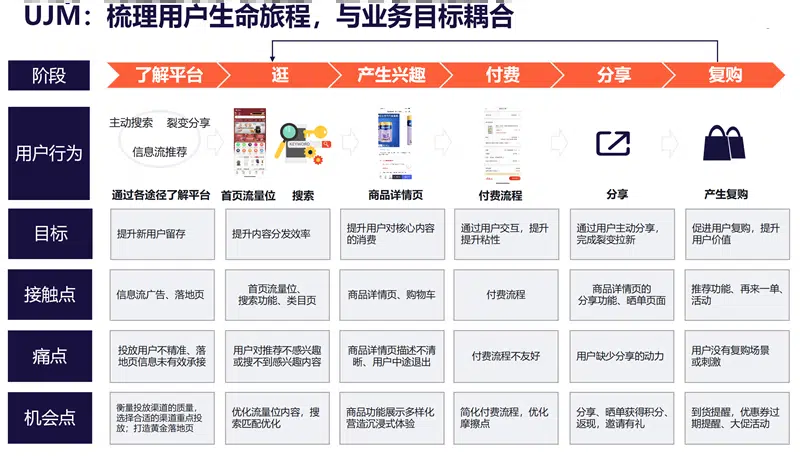 UJM：梳理用户生命旅程，与业务目标耦合
阶段
了解平台
逛
产生兴趣
付费
分享
复购
用户行为
主动搜索 裂变分享
信息流推荐
KEYWORD
通过各途径了解平台
首页流量位
搜索
商品详情页
付费流程
分享
产生复购
目标
提升新用户留存
提升内容分发效率
提升用户对核心内容
的消费
通过用户交互，提升
提升粘性
通过用户主动分享，
完成裂变拉新
促进用户复购，提升
用户价值
接触点
信息流广告、落地页
首页流量位、
搜索功能、类目页
商品详情页、购物车
付费流程
商品详情页的
分享功能、晒单页面
推荐功能、再来一单、
活动
痛点
投放用户不精准、落
地页信息未有效承接
用户对推荐不感兴趣
或搜不到感兴趣内容
商品详情页描述不清
晰、用户中途退出
付费流程不友好
用户缺少分享的动力
用户没有复购场景
或刺激
机会点
衡量投放渠道的质量，
选择合适的渠道重点投
放；打造黄金落地页
优化流量位内容，搜
索匹配优化
商品功能展示多样化
营造沉浸式体验
简化付费流程，优化
摩擦点
分享、晒单获得积分、
返现，邀请有礼
到货提醒，优惠券过
期提醒、大促活动